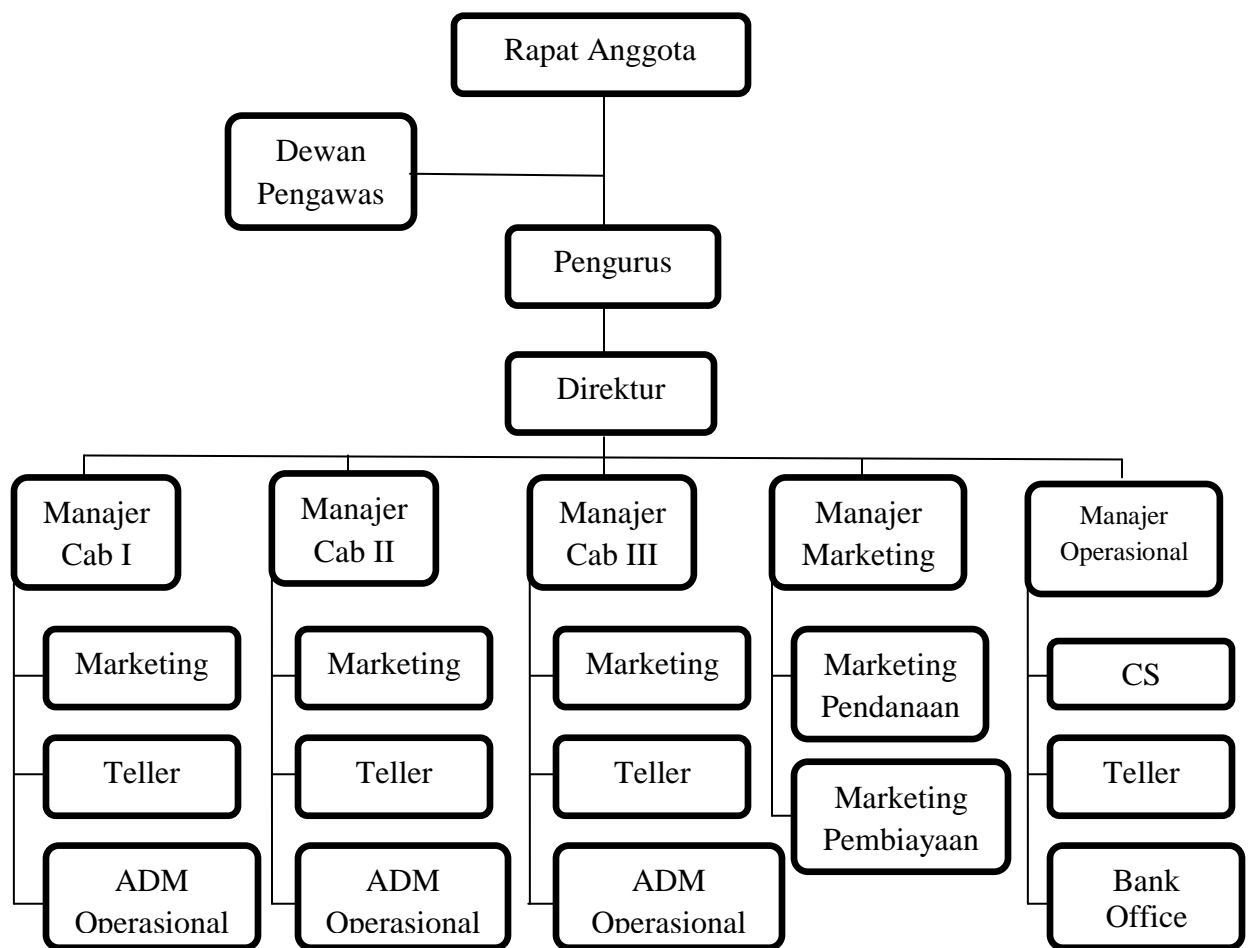 Rapat Anggota
Dewan
Pengawas
Pengurus
Direktur
Manajer
Cab I
Manajer
Cab II
Manajer
Cab III
Manajer
Marketing
Manajer
Operasional
Marketing
Teller
ADM
Operasional
Marketing
Teller
ADM
Operasional
Marketing
Teller
ADM
Operasional
Marketing
Pendanaan
Marketing
Pembiayaan
CS
Teller
Bank
Office